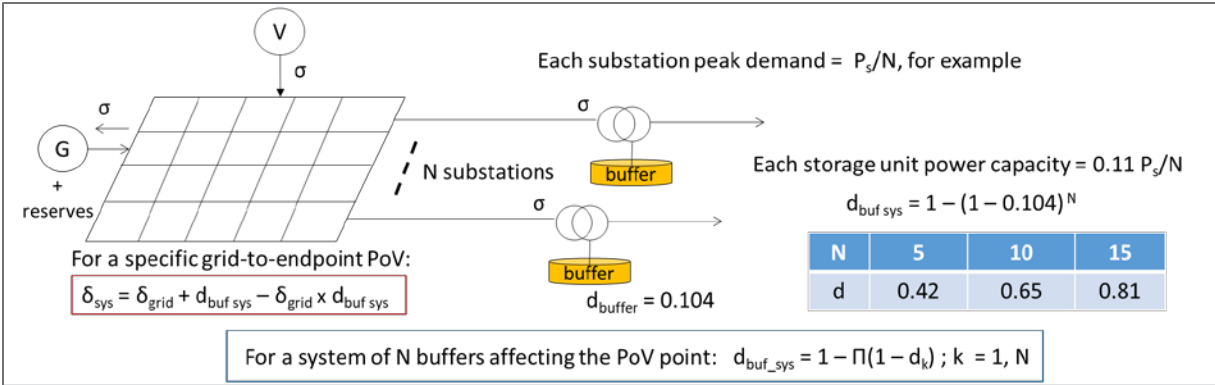 V
σ
Each substation peak demand = Pₛ/N, for example
σ
σ
G
+
reserves
N substations
buffer
Each storage unit power capacity = 0.11 Pₛ/N
d_buf sys = 1 – (1 – 0.104)^N
σ
For a specific grid-to-endpoint PoV:
δ_sys = δ_grid + d_buf sys – δ_grid x d_buf sys
buffer
d_buffer = 0.104
N 5 10 15
d 0.42 0.65 0.81
For a system of N buffers affecting the PoV point: d_buf_sys = 1 – Π(1 – dₖ) ; k = 1, N